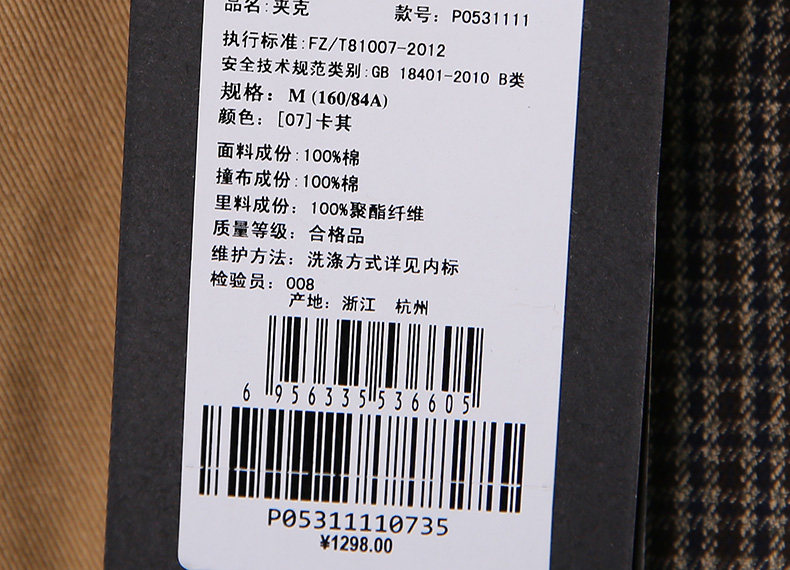 品名:夹克 款号: P0531111
执行标准:FZ/T81007-2012
安全技术规范类别:GB 18401-2010 B类
规格: M (160/84A)
颜色: [07]卡其
面料成份:100%棉
撞布成份:100%棉
里料成份: 100%聚酯纤维
质量等级: 合格品
维护方法: 洗涤方式详见内标
检验员: 008
产地: 浙江 杭州
6 956335 536605
P05311110735
¥1298.00